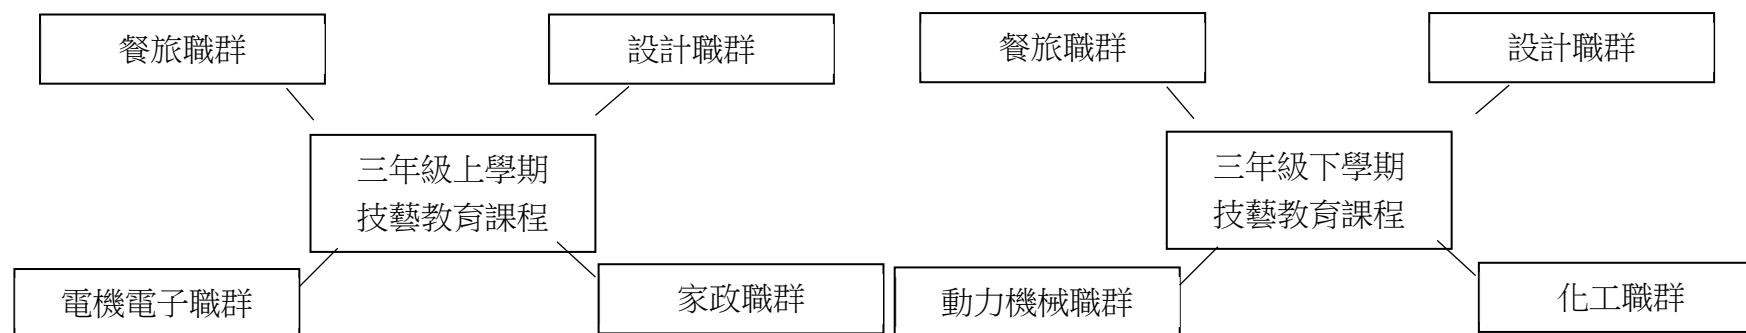 餐旅職群
設計職群
三年級上學期
技藝教育課程
電機電子職群
家政職群
餐旅職群
設計職群
三年級下學期
技藝教育課程
動力機械職群
化工職群